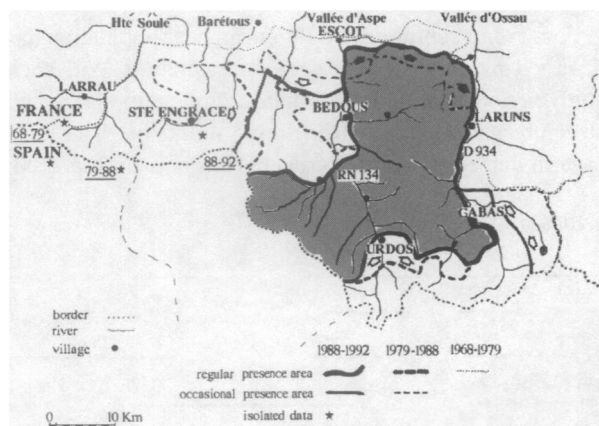 Hte Soule Barétous Vallée d'Aspe Vallée d'Ossau
ESCOT
LARRAU
FRANCE STE ENGRACE BEDOUS LARUNS
68-79
SPAIN D 934
79-88 88-92 RN 134
GABAS
URDOS
border
river
village
1988-1992 1979-1988 1968-1979
regular presence area
occasional presence area
isolated data
0 10 Km